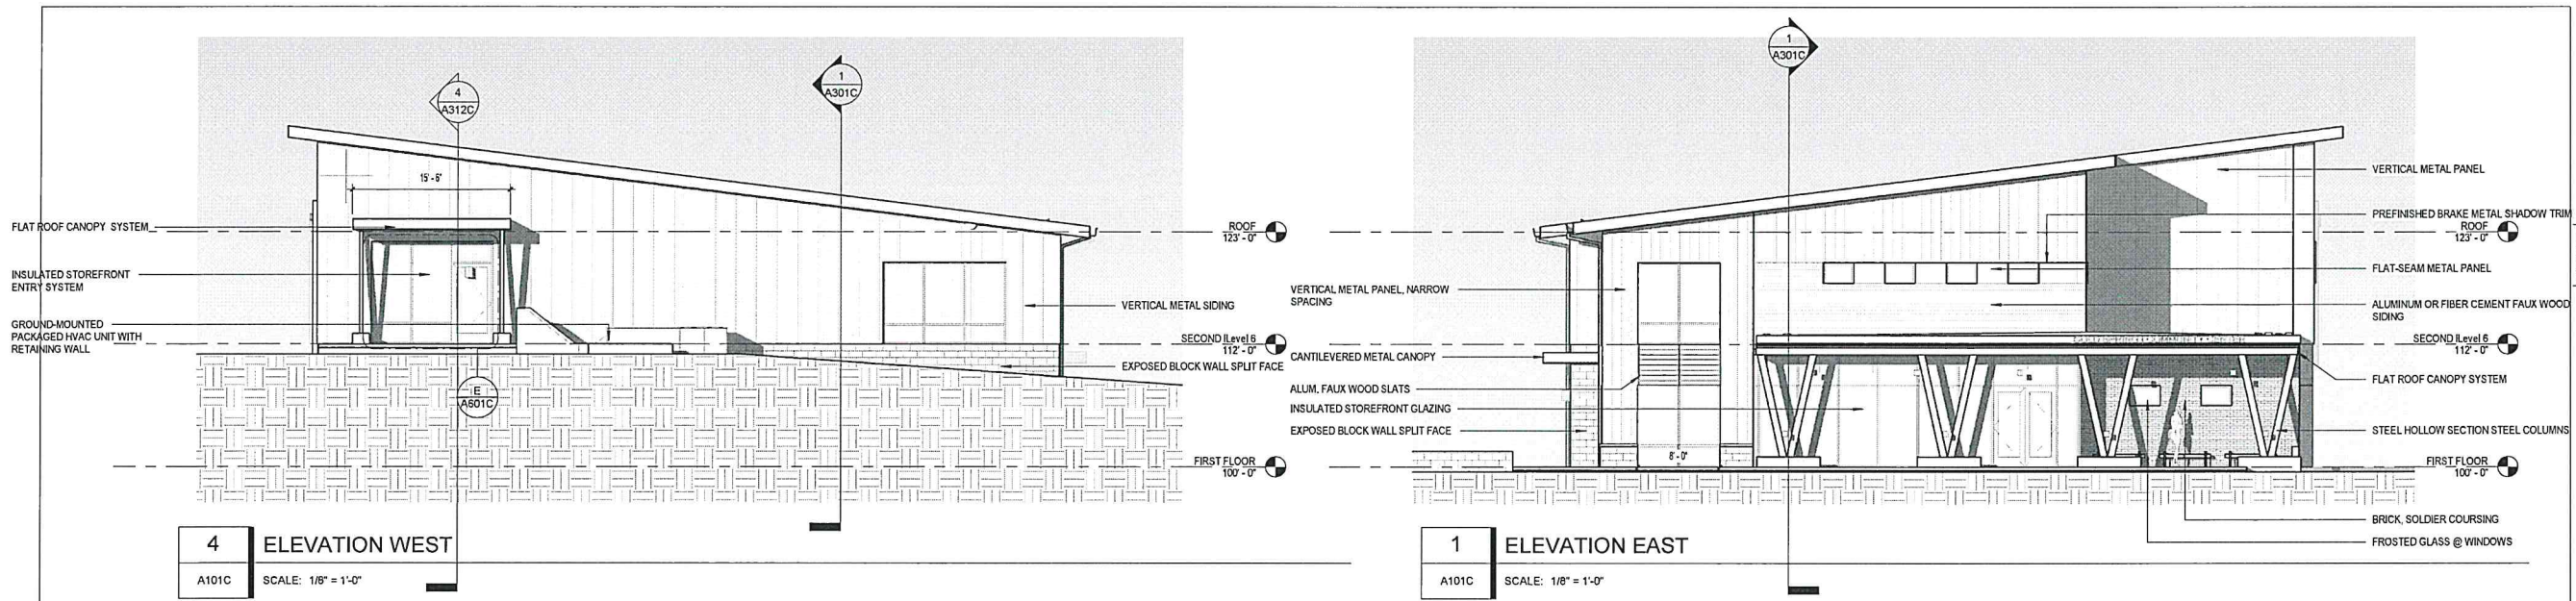 4
A312C
1
A301C
15' - 6"
FLAT ROOF CANOPY SYSTEM
INSULATED STOREFRONT
ENTRY SYSTEM
GROUND-MOUNTED
PACKAGED HVAC UNIT WITH
RETAINING WALL
ROOF
123' - 0"
VERTICAL METAL SIDING
SECOND (Level 6
112' - 0"
EXPOSED BLOCK WALL SPLIT FACE
E
A601C
FIRST FLOOR
100' - 0"
4
ELEVATION WEST
A101C
SCALE: 1/8" = 1'-0"
1
A301C
VERTICAL METAL PANEL, NARROW
SPACING
CANTILEVERED METAL CANOPY
ALUM. FAUX WOOD SLATS
INSULATED STOREFRONT GLAZING
EXPOSED BLOCK WALL SPLIT FACE
8' - 0"
VERTICAL METAL PANEL
PREFINISHED BRAKE METAL SHADOW TRIM
ROOF
123' - 0"
FLAT-SEAM METAL PANEL
ALUMINUM OR FIBER CEMENT FAUX WOOD
SIDING
SECOND (Level 6
112' - 0"
FLAT ROOF CANOPY SYSTEM
STEEL HOLLOW SECTION STEEL COLUMNS
FIRST FLOOR
100' - 0"
BRICK, SOLDIER COURSING
FROSTED GLASS @ WINDOWS
1
ELEVATION EAST
A101C
SCALE: 1/8" = 1'-0"